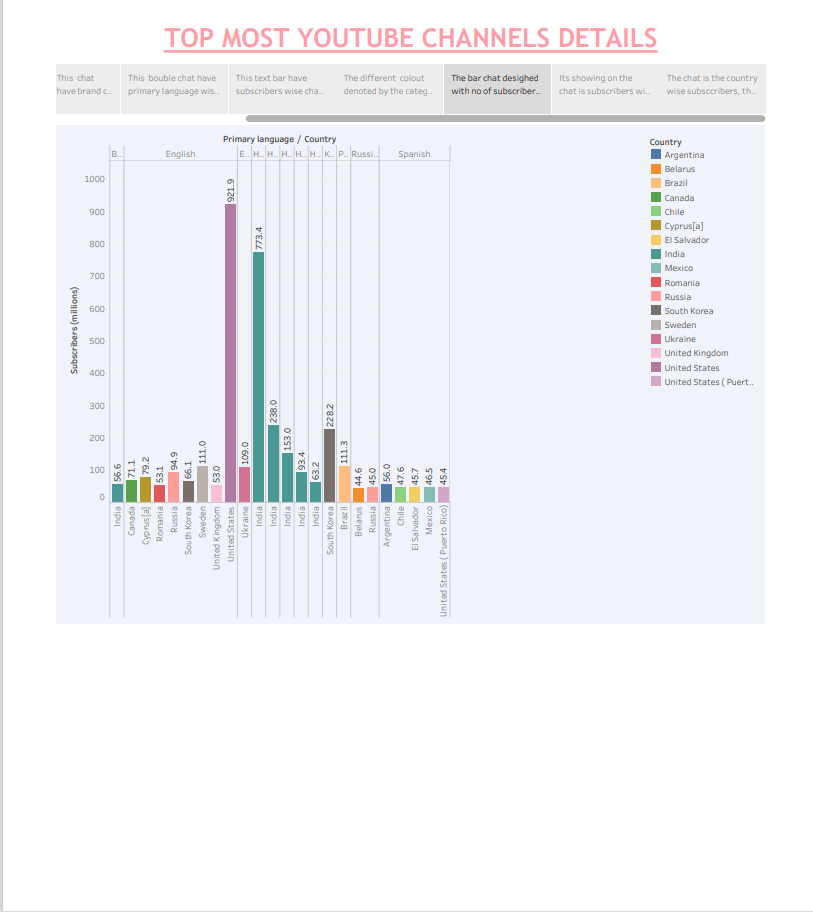 TOP MOST YOUTUBE CHANNELS DETAILS
This chat
have brand c..
This bouble chat have
primary language wis..
This text bar have
subscribers wise cha..
The different colout
denoted by the categ..
The bar chat desighed
with no of subscriber..
Its showing on the
chat is subscribers wi..
The chat is the country
wise subsccribers, th..
Primary language / Country
B.. English E.. H.. H.. H.. H.. H.. K.. P.. Russi.. Spanish
Subscribers (millions)
1000
900
800
700
600
500
400
300
200
100
0
56.6
71.1
79.2
53.1
94.9
66.1
111.0
53.0
921.9
109.0
773.4
238.0
153.0
93.4
63.2
228.2
111.3
44.6
45.0
56.0
47.6
45.7
46.5
45.4
India
Canada
Cyprus[a]
Romania
Russia
South Korea
Sweden
United Kingdom
United States
Ukraine
India
India
India
India
India
South Korea
Brazil
Belarus
Russia
Argentina
Chile
El Salvador
Mexico
United States ( Puerto Rico)
Country
Argentina
Belarus
Brazil
Canada
Chile
Cyprus[a]
El Salvador
India
Mexico
Romania
Russia
South Korea
Sweden
Ukraine
United Kingdom
United States
United States ( Puert..